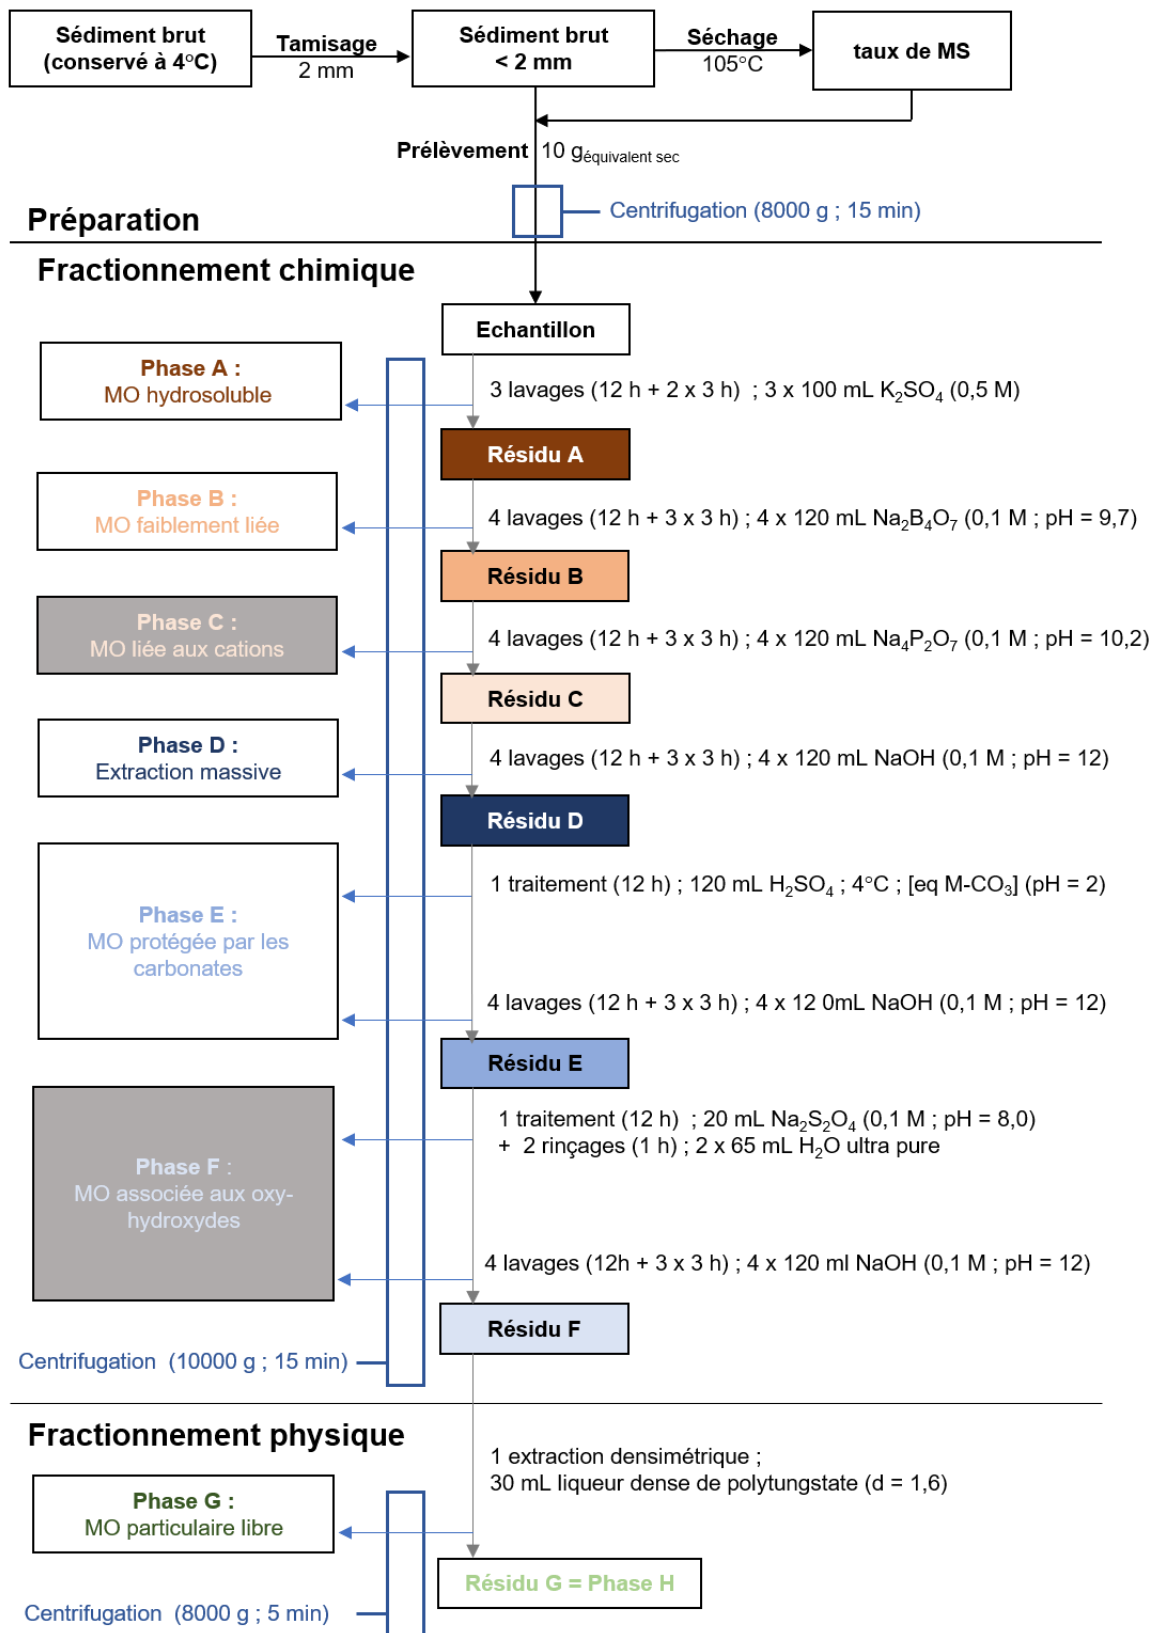 Sédiment brut
(conservé à 4°C)
Tamisage
2 mm
Sédiment brut
< 2 mm
Séchage
105°C
taux de MS
Prélèvement 10 géquivalent sec
Centrifugation (8000 g ; 15 min)
Préparation
Fractionnement chimique
Echantillon
Phase A :
MO hydrosoluble
3 lavages (12 h + 2 x 3 h) ; 3 x 100 mL K₂SO₄ (0,5 M)
Résidu A
Phase B :
MO faiblement liée
4 lavages (12 h + 3 x 3 h) ; 4 x 120 mL Na₂B₄O₇ (0,1 M ; pH = 9,7)
Résidu B
Phase C :
MO liée aux cations
4 lavages (12 h + 3 x 3 h) ; 4 x 120 mL Na₄P₂O₇ (0,1 M ; pH = 10,2)
Résidu C
Phase D :
Extraction massive
4 lavages (12 h + 3 x 3 h) ; 4 x 120 mL NaOH (0,1 M ; pH = 12)
Résidu D
1 traitement (12 h) ; 120 mL H₂SO₄ ; 4°C ; [eq M-CO₃] (pH = 2)
Phase E :
MO protégée par les
carbonates
4 lavages (12 h + 3 x 3 h) ; 4 x 12 0mL NaOH (0,1 M ; pH = 12)
Résidu E
1 traitement (12 h) ; 20 mL Na₂S₂O₄ (0,1 M ; pH = 8,0)
+ 2 rinçages (1 h) ; 2 x 65 mL H₂O ultra pure
Phase F :
MO associée aux oxy-
hydroxydes
4 lavages (12h + 3 x 3 h) ; 4 x 120 ml NaOH (0,1 M ; pH = 12)
Résidu F
Centrifugation (10000 g ; 15 min)
Fractionnement physique
1 extraction densimétrique ;
30 mL liqueur dense de polytungstate (d = 1,6)
Phase G :
MO particulaire libre
Résidu G = Phase H
Centrifugation (8000 g ; 5 min)